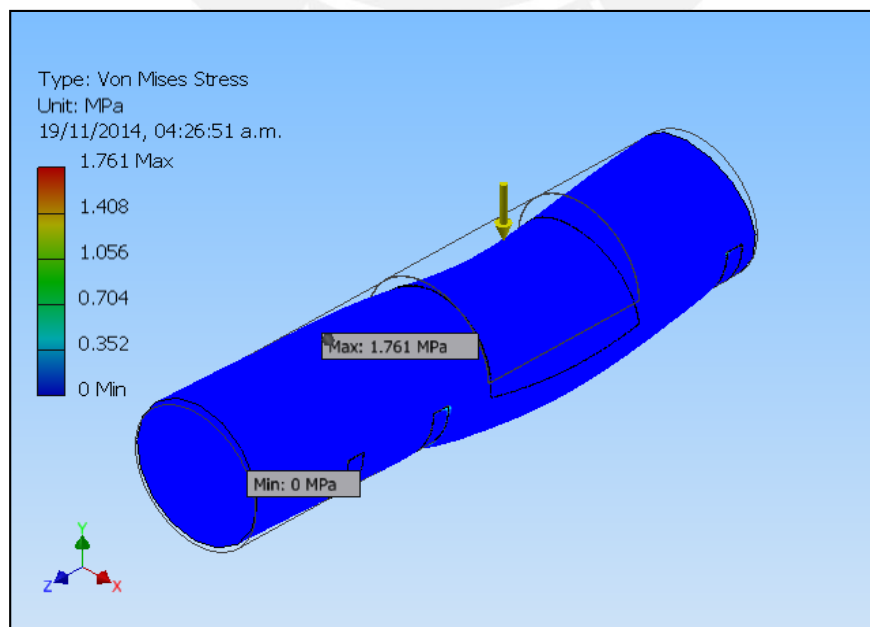 Type: Von Mises Stress
Unit: MPa
19/11/2014, 04:26:51 a.m.
1.761 Max
1.408
1.056
0.704
0.352
0 Min
Max: 1.761 MPa
Min: 0 MPa
Y
Z
X